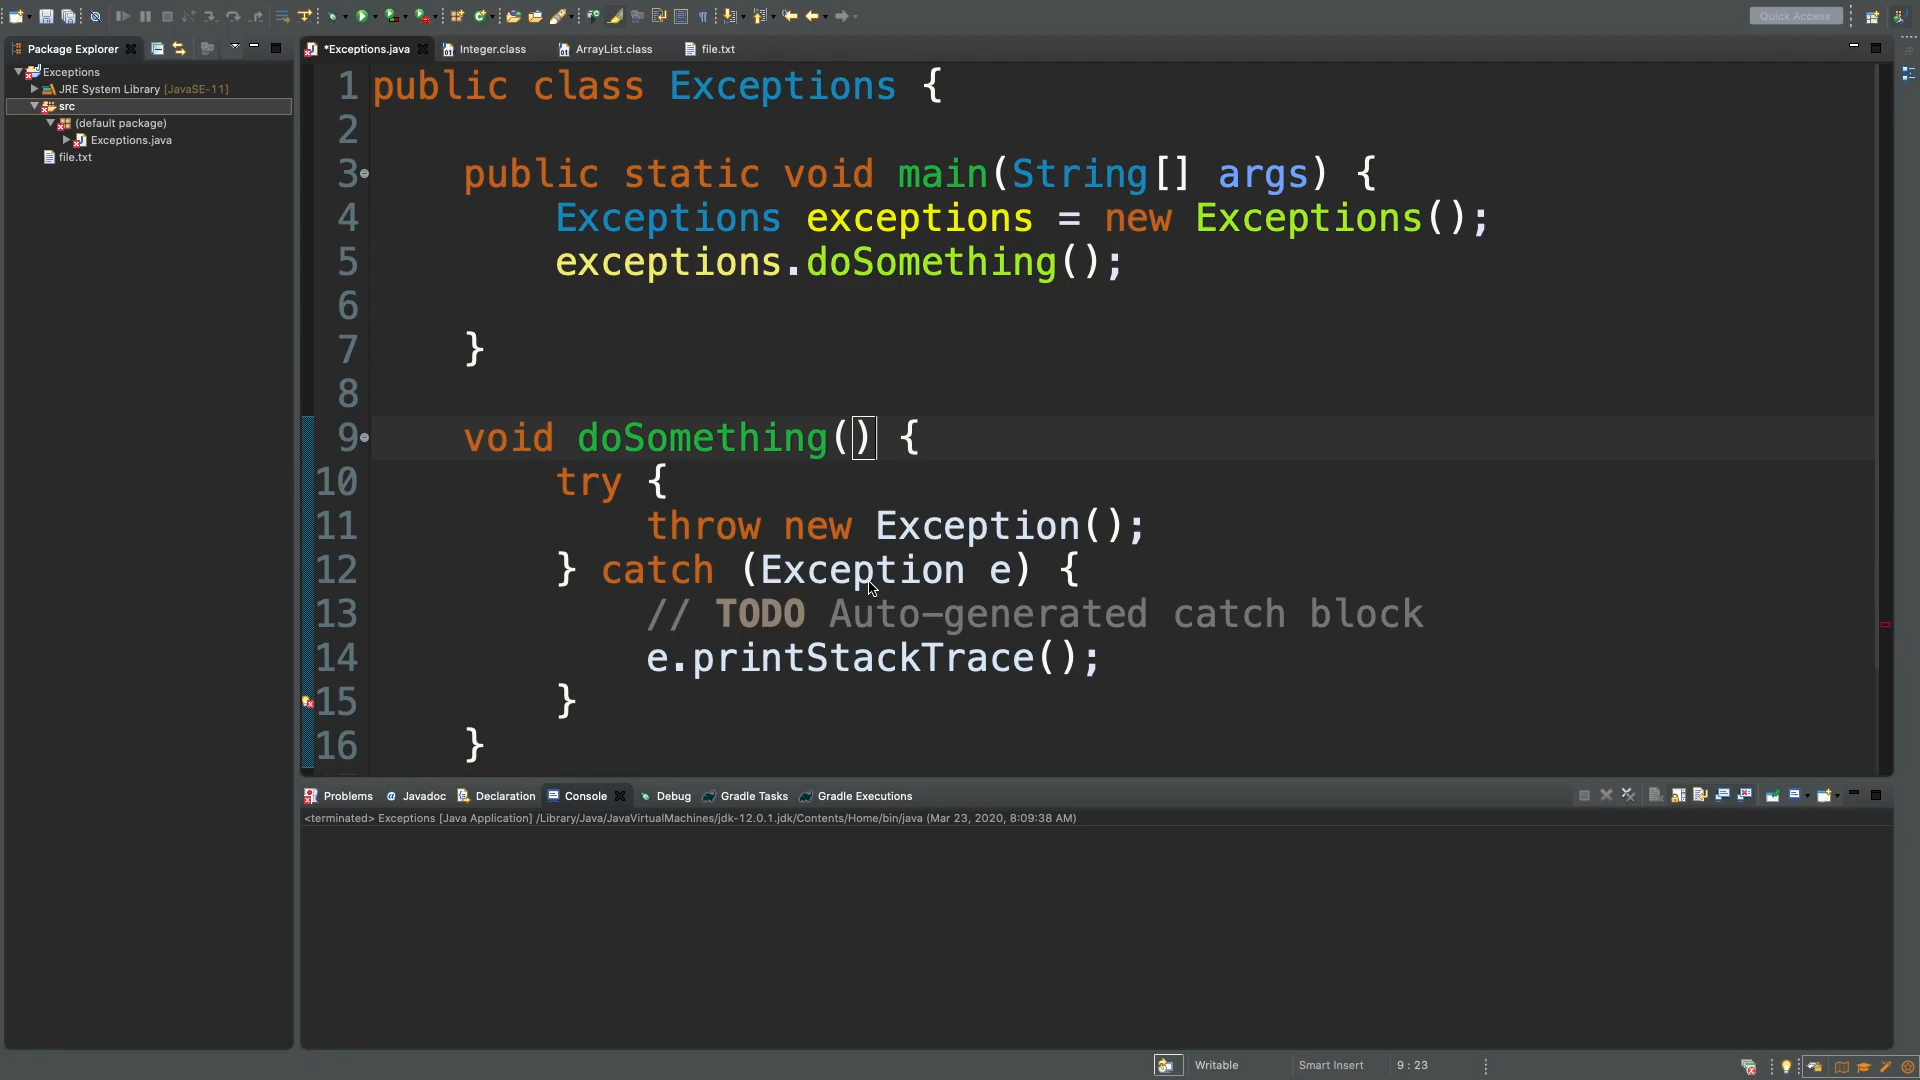 Quick Access
Package Explorer
*Exceptions.java
Integer.class
ArrayList.class
file.txt
Exceptions
JRE System Library [JavaSE-11]
src
(default package)
Exceptions.java
file.txt
1 public class Exceptions {
2
3 public static void main(String[] args) {
4 Exceptions exceptions = new Exceptions();
5 exceptions.doSomething();
6
7 }
8
9 void doSomething() {
10 try {
11 throw new Exception();
12 } catch (Exception e) {
13 // TODO Auto-generated catch block
14 e.printStackTrace();
15 }
16 }
Problems
@ Javadoc
Declaration
Console
Debug
Gradle Tasks
Gradle Executions
<terminated> Exceptions [Java Application] /Library/Java/JavaVirtualMachines/jdk-12.0.1.jdk/Contents/Home/bin/java (Mar 23, 2020, 8:09:38 AM)
Writable
Smart Insert
9 : 23